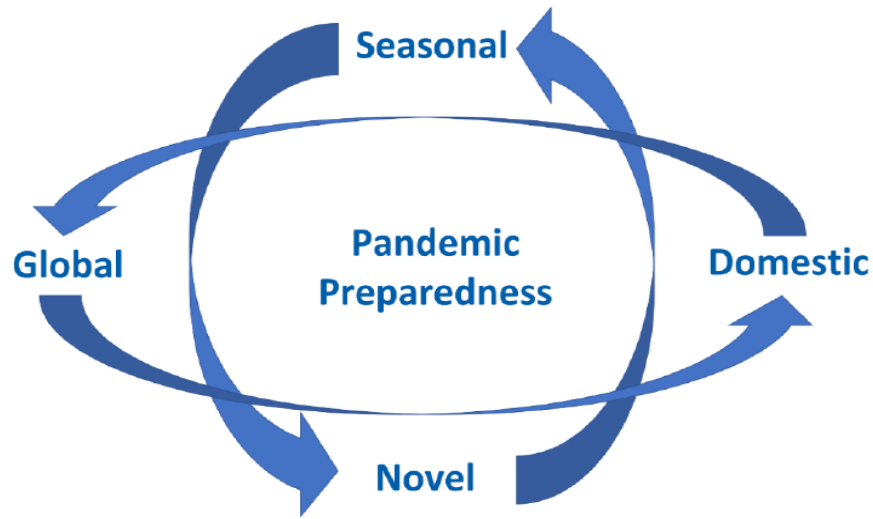 Seasonal
Pandemic
Preparedness
Global
Domestic
Novel